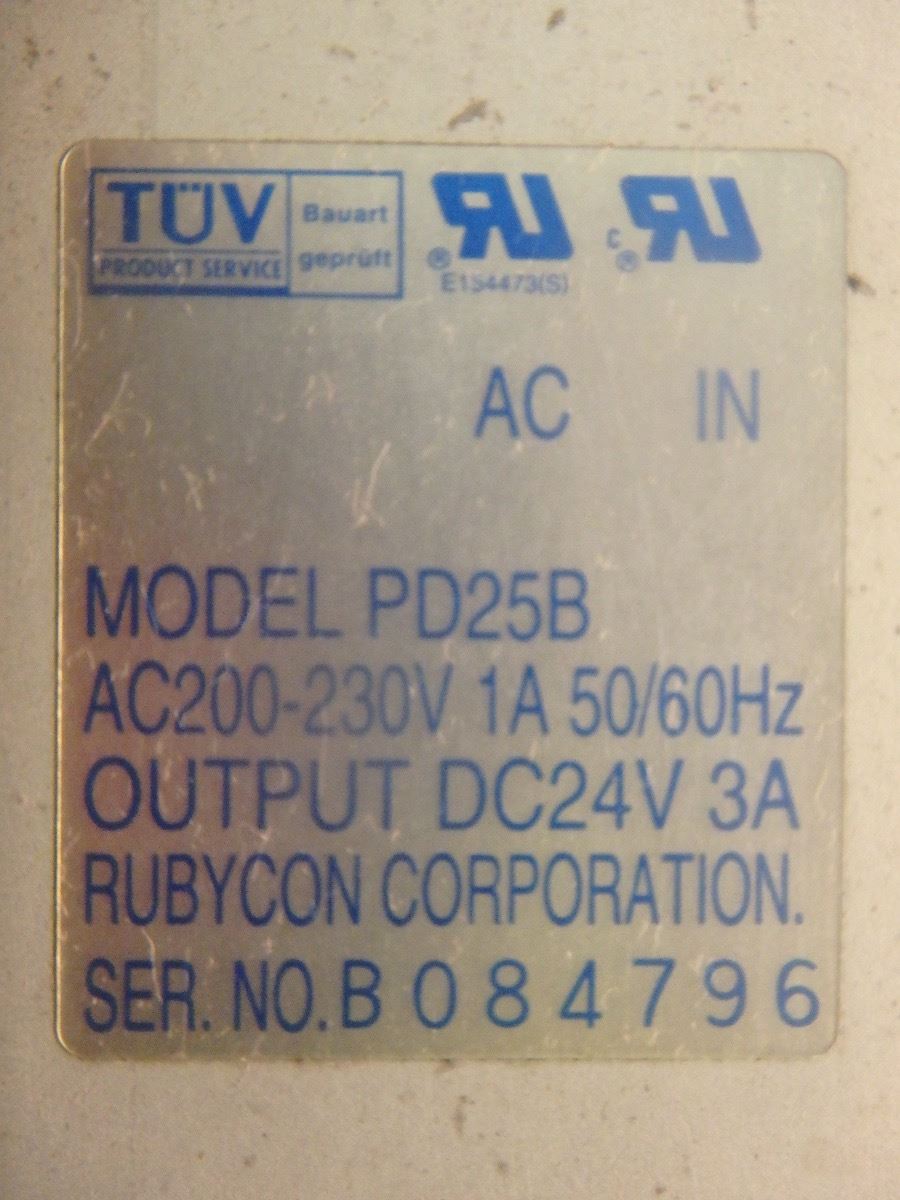 TÜV
PRODUCT SERVICE
Bauart
geprüft
® E154473(S)
c ®
AC IN
MODEL PD25B
AC200-230V 1A 50/60Hz
OUTPUT DC24V 3A
RUBYCON CORPORATION.
SER. NO. B 0 8 4 7 9 6